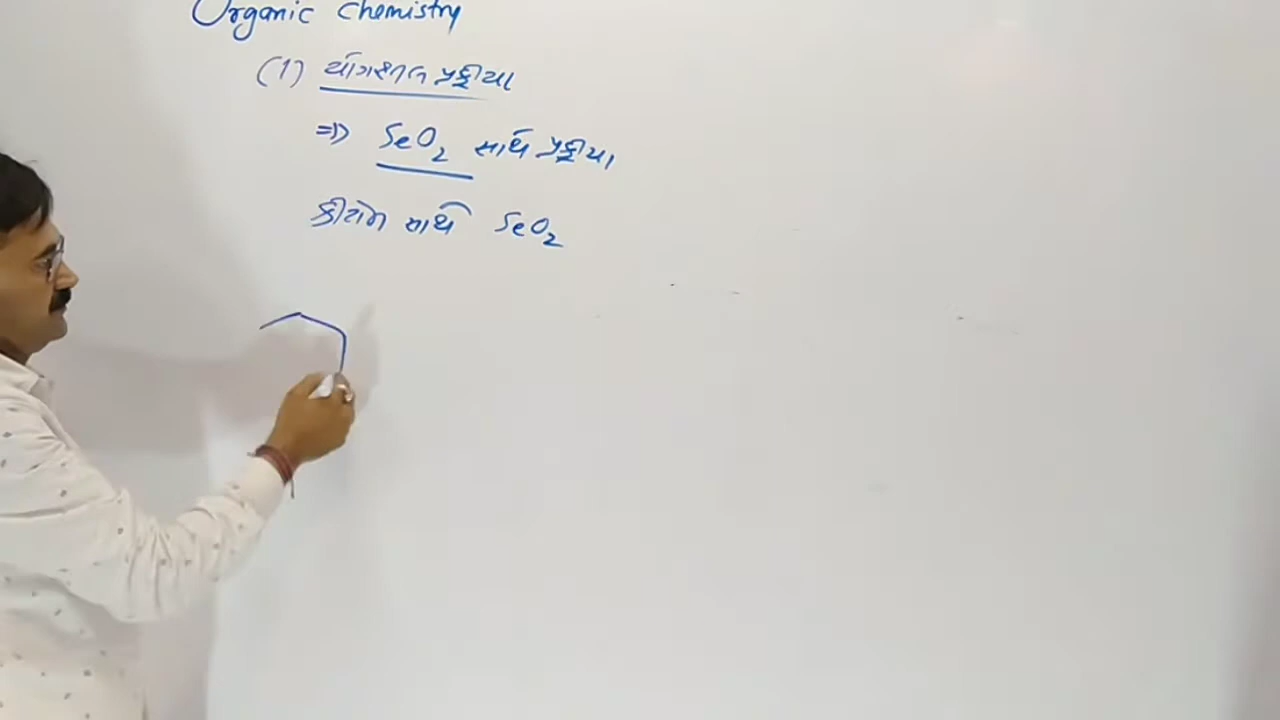 Organic Chemistry
(1) યોગશીલ પ્રક્રીયા
⇒ SeO₂ સાથે પ્રક્રીયા
કીટોન સાથે SeO₂